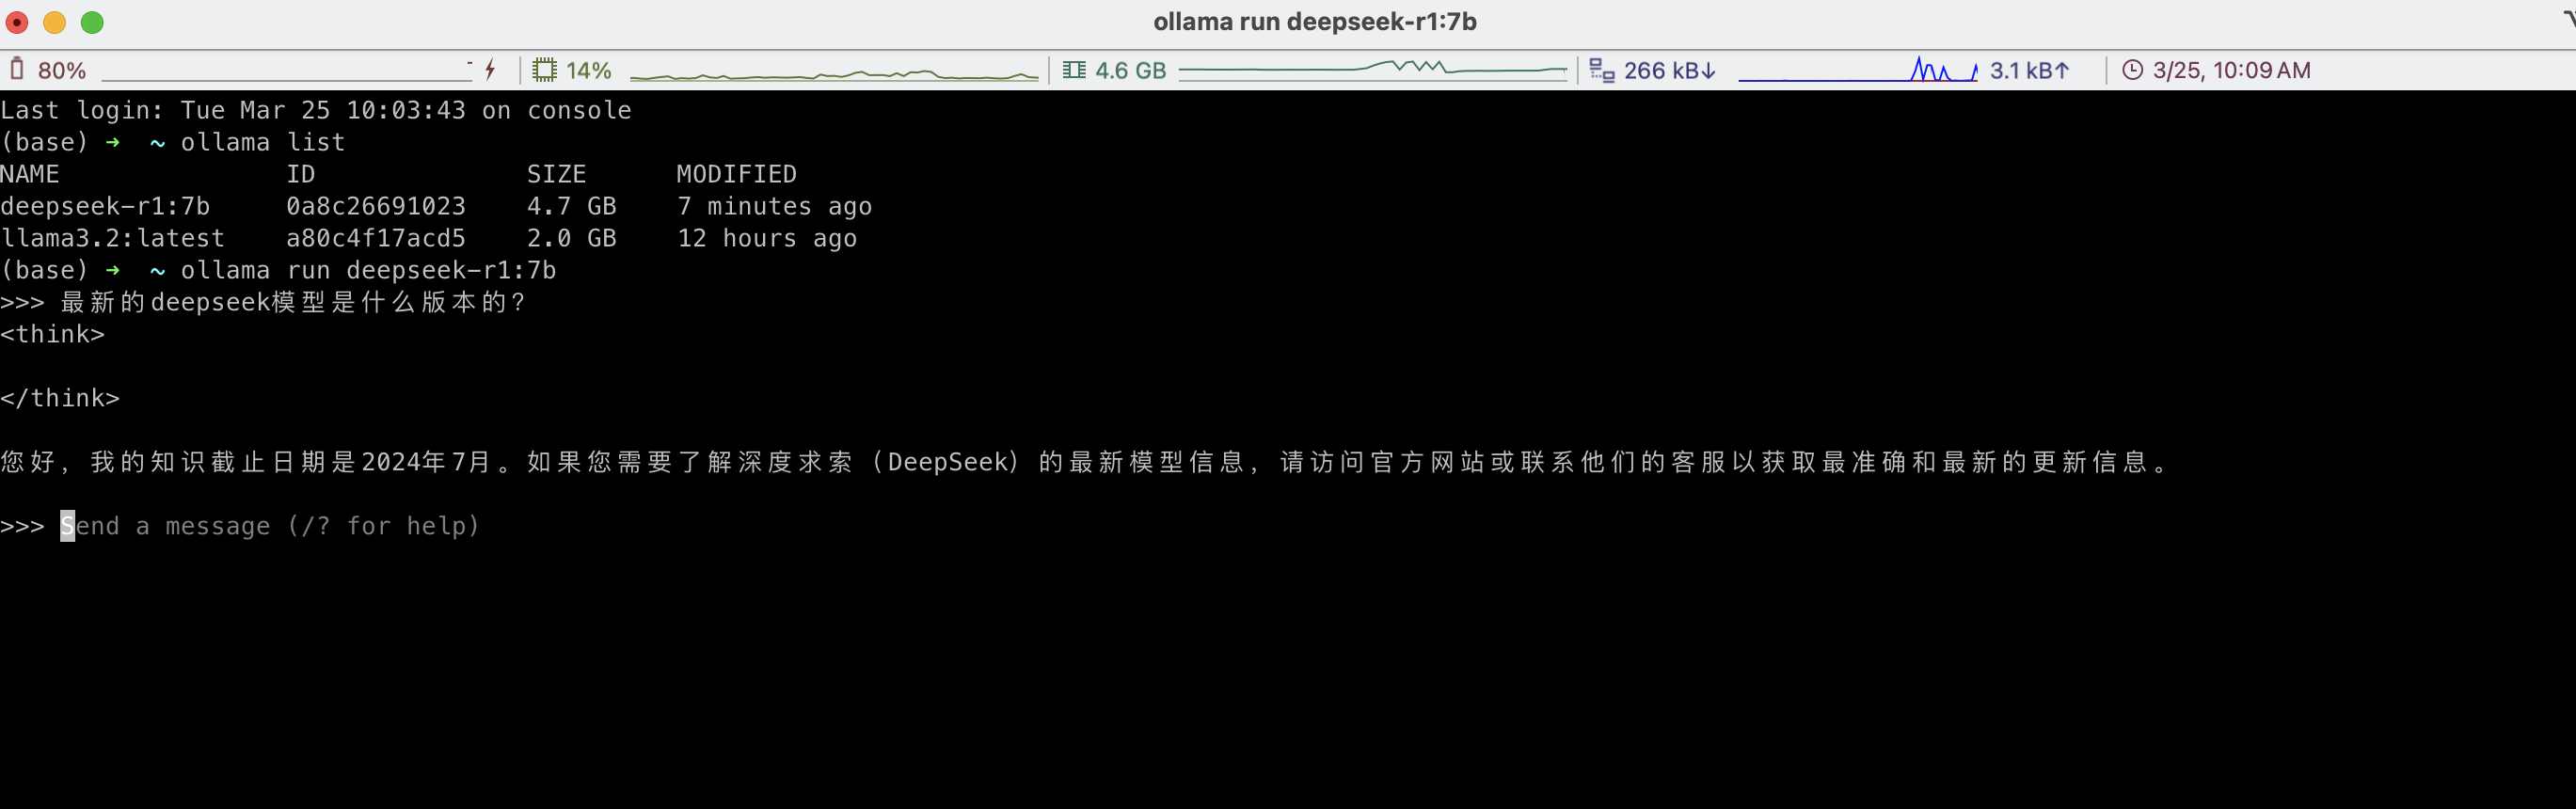 ollama run deepseek-r1:7b
80% 14% 4.6 GB 266 kB↓ 3.1 kB↑ 3/25, 10:09 AM
Last login: Tue Mar 25 10:03:43 on console
(base) → ~ ollama list
NAME ID SIZE MODIFIED
deepseek-r1:7b 0a8c26691023 4.7 GB 7 minutes ago
llama3.2:latest a80c4f17acd5 2.0 GB 12 hours ago
(base) → ~ ollama run deepseek-r1:7b
>>> 最新的deepseek模型是什么版本的?
<think>
</think>
您好，我的知识截止日期是2024年7月。如果您需要了解深度求索（DeepSeek）的最新模型信息，请访问官方网站或联系他们的客服以获取最准确和最新的更新信息。
>>> Send a message (/? for help)